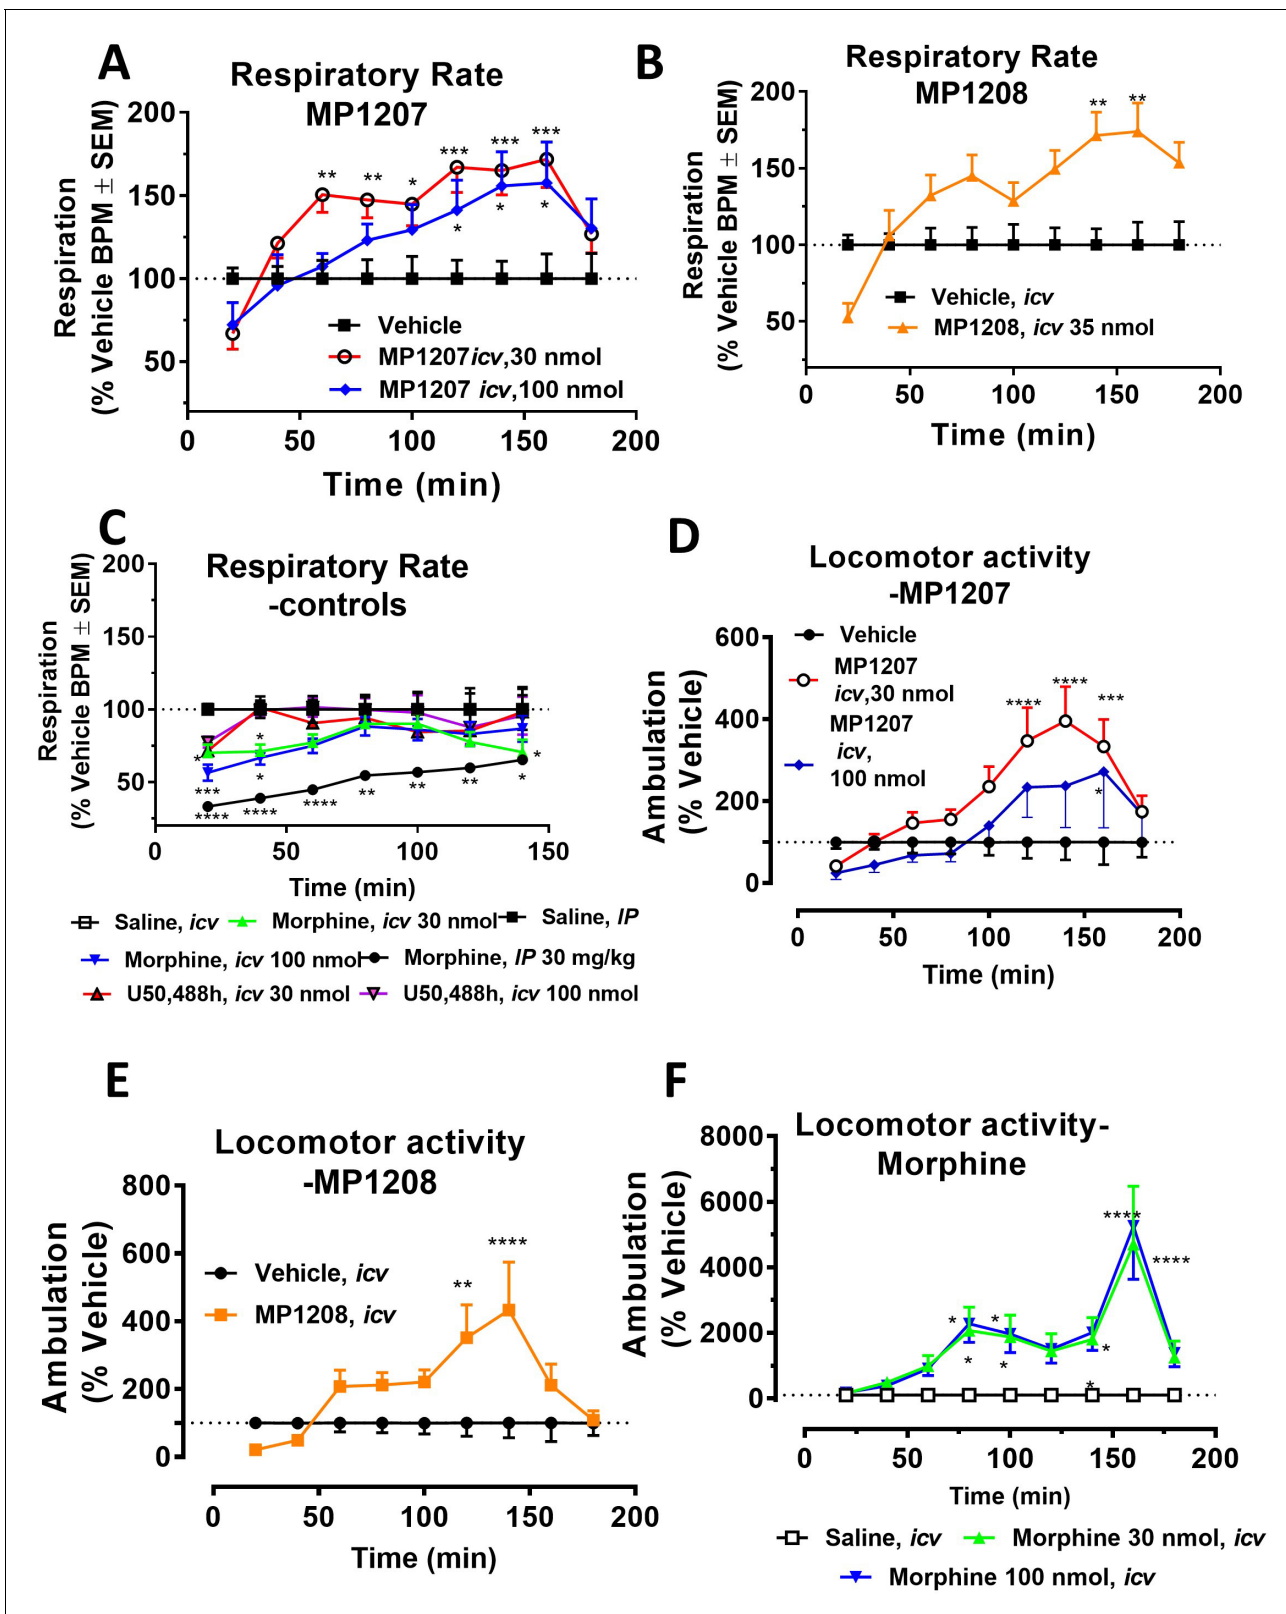 A
Respiratory Rate
MP1207
Respiration
(% Vehicle BPM ± SEM)
200
150
100
50
** ** * *** *** ***
* * *
Vehicle
MP1207 icv,30 nmol
MP1207 icv,100 nmol
0 50 100 150 200
Time (min)
B
Respiratory Rate
MP1208
Respiration
(% Vehicle BPM ± SEM)
200
150
100
50
** **
Vehicle, icv
MP1208, icv 35 nmol
0 50 100 150 200
Time (min)
C
Respiratory Rate
-controls
Respiration
(% Vehicle BPM ± SEM)
200
150
100
50
* * *
*** *
**** **** **** ** ** ** *
0 50 100 150
Time (min)
Saline, icv Morphine, icv 30 nmol Saline, IP
Morphine, icv 100 nmol Morphine, IP 30 mg/kg
U50,488h, icv 30 nmol U50,488h, icv 100 nmol
D
Locomotor activity
-MP1207
Ambulation
(% Vehicle)
600
400
200
0
Vehicle
MP1207
icv,30 nmol
MP1207
icv,
100 nmol
**** **** ***
*
0 50 100 150 200
Time (min)
E
Locomotor activity
-MP1208
Ambulation
(% Vehicle)
800
600
400
200
0
Vehicle, icv
MP1208, icv
** ****
0 50 100 150 200
Time (min)
F
Locomotor activity-
Morphine
Ambulation
(% Vehicle)
8000
6000
4000
2000
0
* * ****
* * * * ****
0 50 100 150 200
Time (min)
Saline, icv Morphine 30 nmol, icv
Morphine 100 nmol, icv